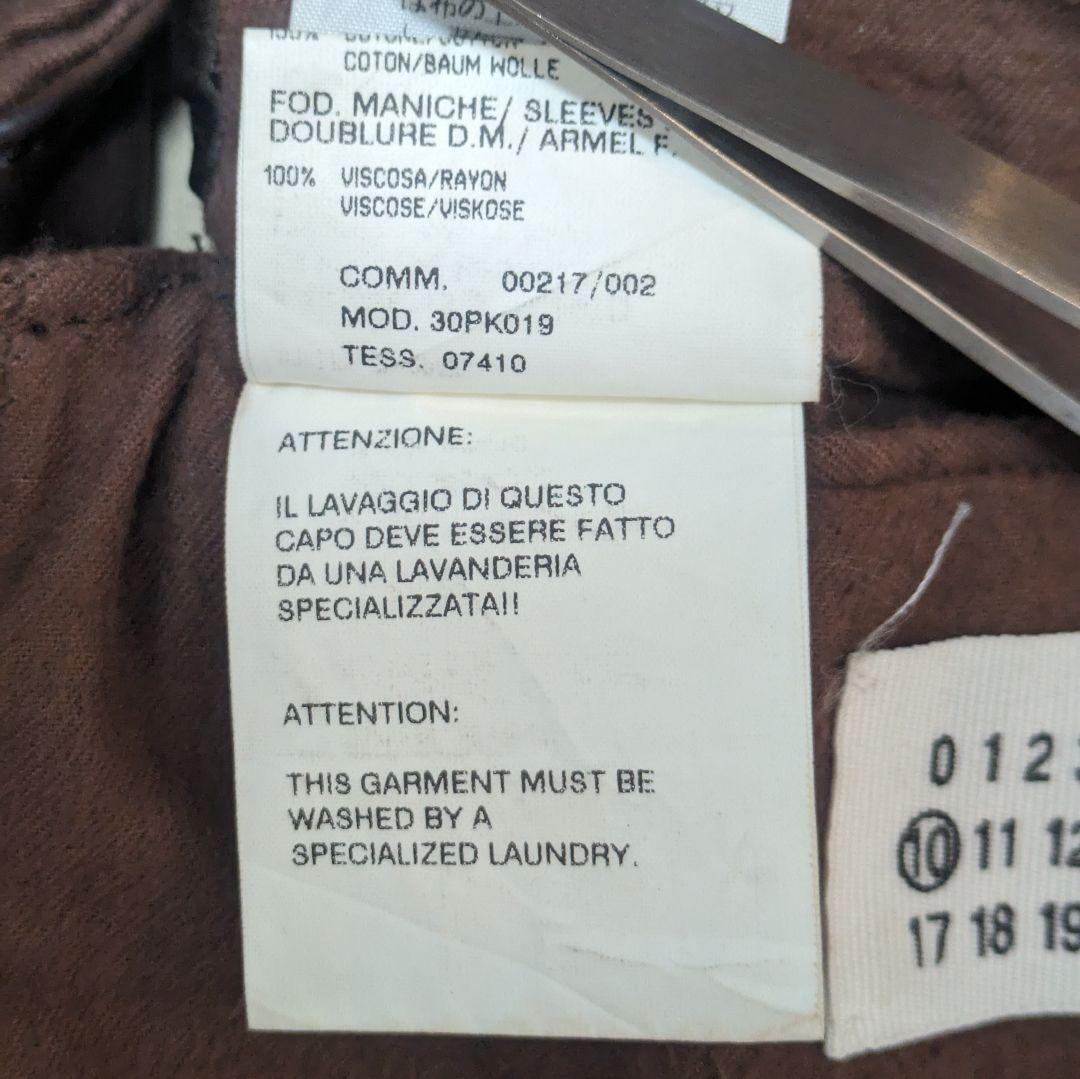 COTON/BAUM WOLLE
FOD. MANICHE/ SLEEVES
DOUBLURE D.M./ ARMEL F.
100% VISCOSA/RAYON
VISCOSE/VISKOSE
COMM. 00217/002
MOD. 30PK019
TESS. 07410
ATTENZIONE:
IL LAVAGGIO DI QUESTO
CAPO DEVE ESSERE FATTO
DA UNA LAVANDERIA
SPECIALIZZATA!!
ATTENTION:
THIS GARMENT MUST BE
WASHED BY A
SPECIALIZED LAUNDRY.
0 1 2
10 11 12
17 18 19